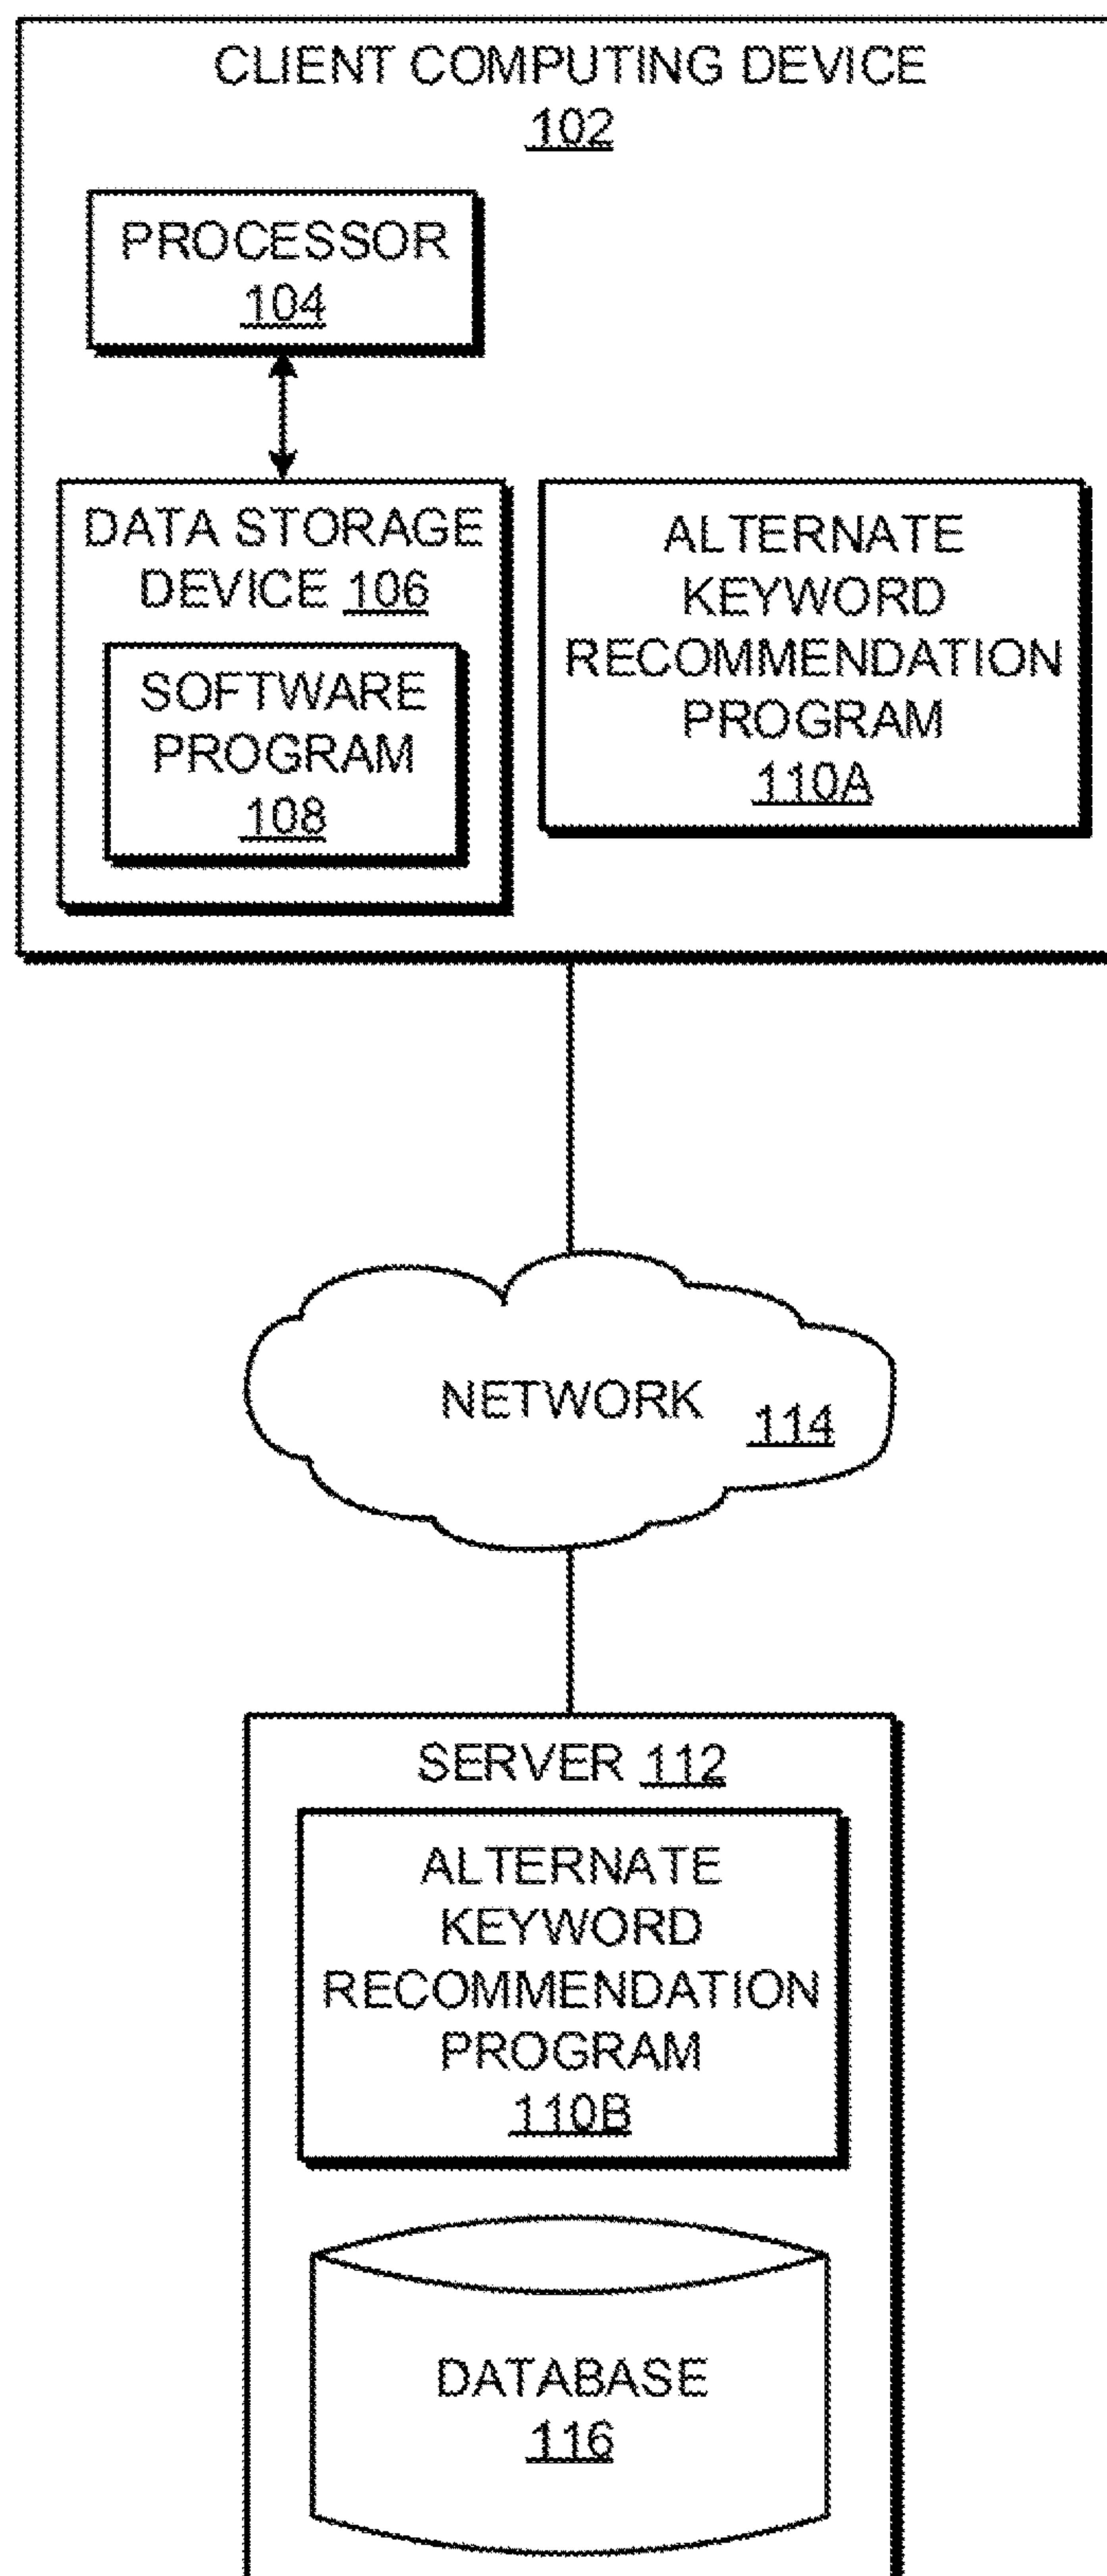 CLIENT COMPUTING DEVICE
102
PROCESSOR
104
DATA STORAGE
DEVICE 106
SOFTWARE
PROGRAM
108
ALTERNATE
KEYWORD
RECOMMENDATION
PROGRAM
110A
NETWORK 114
SERVER 112
ALTERNATE
KEYWORD
RECOMMENDATION
PROGRAM
110B
DATABASE
116